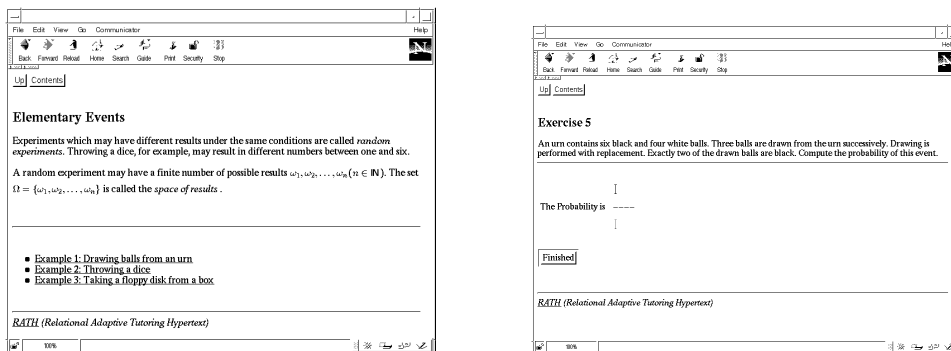 File Edit View Go Communicator Help
Back Forward Reload Home Search Guide Print Security Stop
N
Up Contents
Elementary Events
Experiments which may have different results under the same conditions are called random
experiments. Throwing a dice, for example, may result in different numbers between one and six.
A random experiment may have a finite number of possible results ω₁, ω₂, . . . , ωₙ(n ∈ ℕ). The set
Ω = {ω₁, ω₂, . . . , ωₙ} is called the space of results .
Example 1: Drawing balls from an urn
Example 2: Throwing a dice
Example 3: Taking a floppy disk from a box
RATH (Relational Adaptive Tutoring Hypertext)
100%
File Edit View Go Communicator Hel
Back Forward Reload Home Search Guide Print Security Stop
N
Up Contents
Exercise 5
An urn contains six black and four white balls. Three balls are drawn from the urn successively. Drawing is
performed with replacement. Exactly two of the drawn balls are black. Compute the probability of this event.
The Probability is ----
Finished
RATH (Relational Adaptive Tutoring Hypertext)
100%